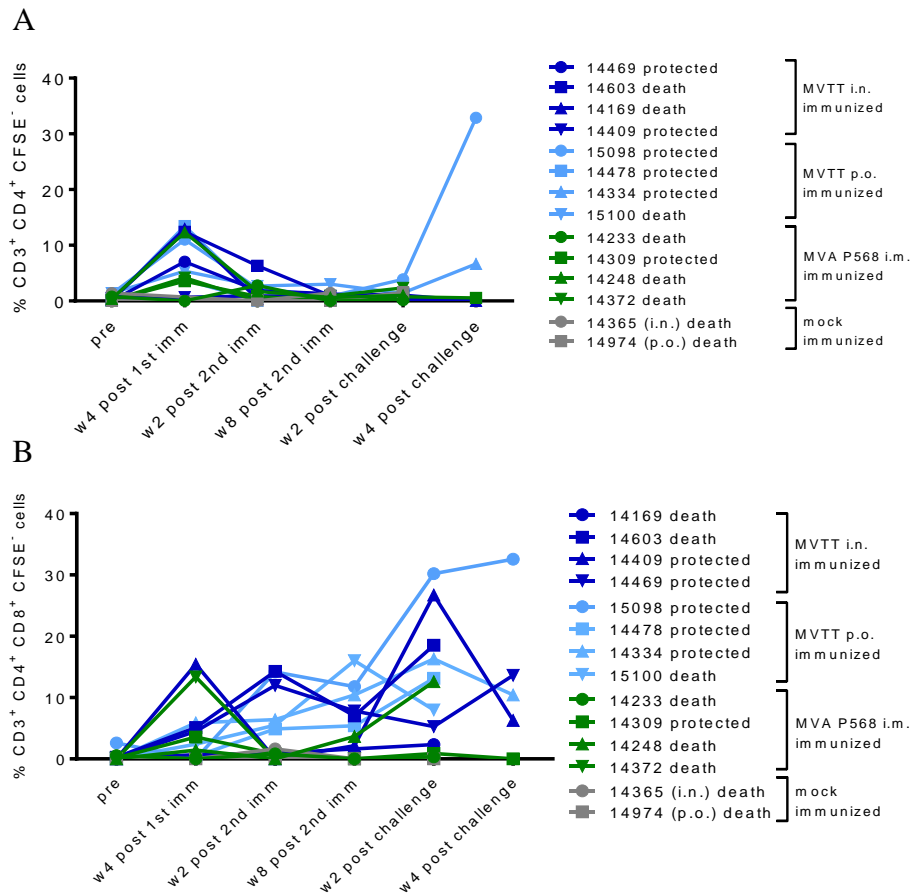 A
% CD3+ CD4+ CFSE- cells
40
30
20
10
0
pre
w4 post 1st imm
w2 post 2nd imm
w8 post 2nd imm
w2 post challenge
w4 post challenge
14469 protected
14603 death
14169 death
14409 protected
MVTT i.n.
immunized
15098 protected
14478 protected
14334 protected
15100 death
MVTT p.o.
immunized
14233 death
14309 protected
14248 death
14372 death
MVA P568 i.m.
immunized
14365 (i.n.) death
14974 (p.o.) death
mock
immunized
B
% CD3+ CD4+ CD8+ CFSE- cells
40
30
20
10
0
pre
w4 post 1st imm
w2 post 2nd imm
w8 post 2nd imm
w2 post challenge
w4 post challenge
14169 death
14603 death
14409 protected
14469 protected
MVTT i.n.
immunized
15098 protected
14478 protected
14334 protected
15100 death
MVTT p.o.
immunized
14233 death
14309 protected
14248 death
14372 death
MVA P568 i.m.
immunized
14365 (i.n.) death
14974 (p.o.) death
mock
immunized